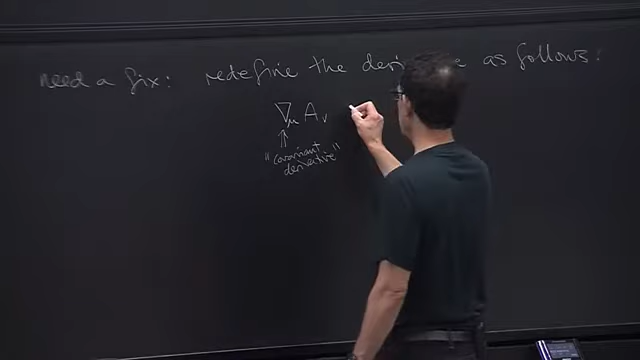 need a fix: redefine the as follows:
∇μ Aν
⇑
"covariant
derivative"